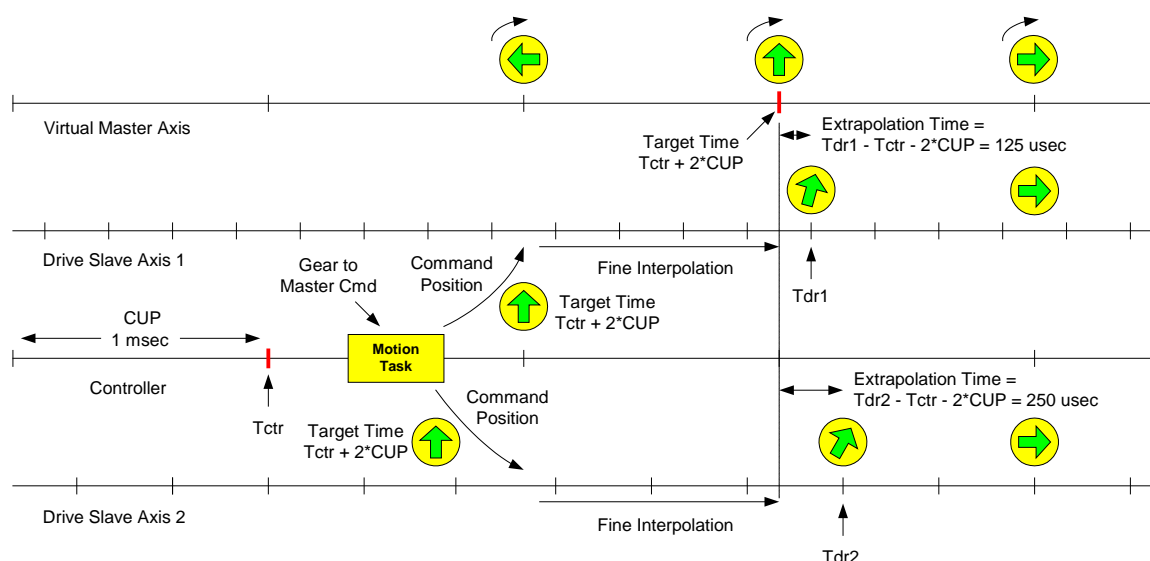 Virtual Master Axis
Target Time
Tctr + 2*CUP
Extrapolation Time =
Tdr1 - Tctr - 2*CUP = 125 usec
Drive Slave Axis 1
Gear to
Master Cmd
Command
Position
Fine Interpolation
Tdr1
Target Time
Tctr + 2*CUP
CUP
1 msec
Motion
Task
Controller
Tctr
Target Time
Tctr + 2*CUP
Command
Position
Extrapolation Time =
Tdr2 - Tctr - 2*CUP = 250 usec
Drive Slave Axis 2
Fine Interpolation
Tdr2